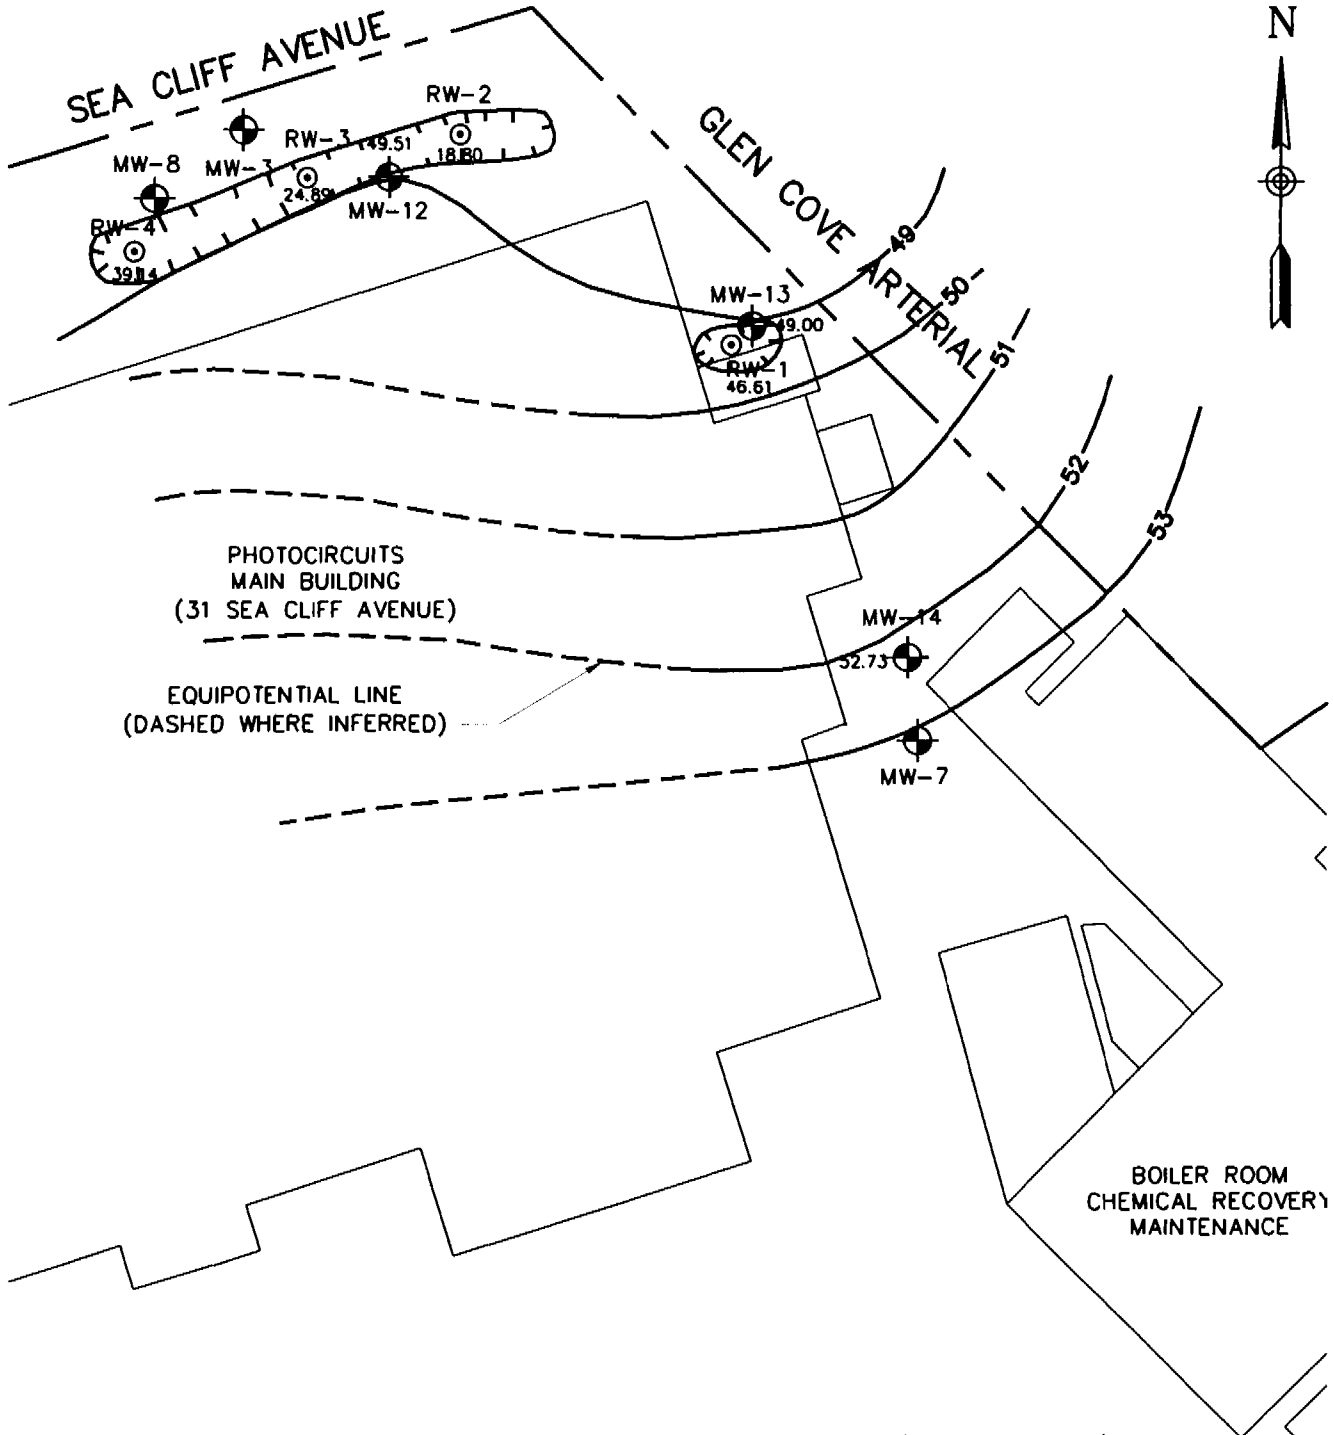 N
SEA CLIFF AVENUE
GLEN COVE ARTERIAL
RW-2
RW-3
49.51
18.80
MW-8
MW-3
24.89
MW-12
RW-4
39.14
MW-13
49.00
RW-1
46.61
49
50
51
52
53
PHOTOCIRCUITS
MAIN BUILDING
(31 SEA CLIFF AVENUE)
MW-14
52.73
EQUIPOTENTIAL LINE
(DASHED WHERE INFERRED)
MW-7
BOILER ROOM
CHEMICAL RECOVERY
MAINTENANCE